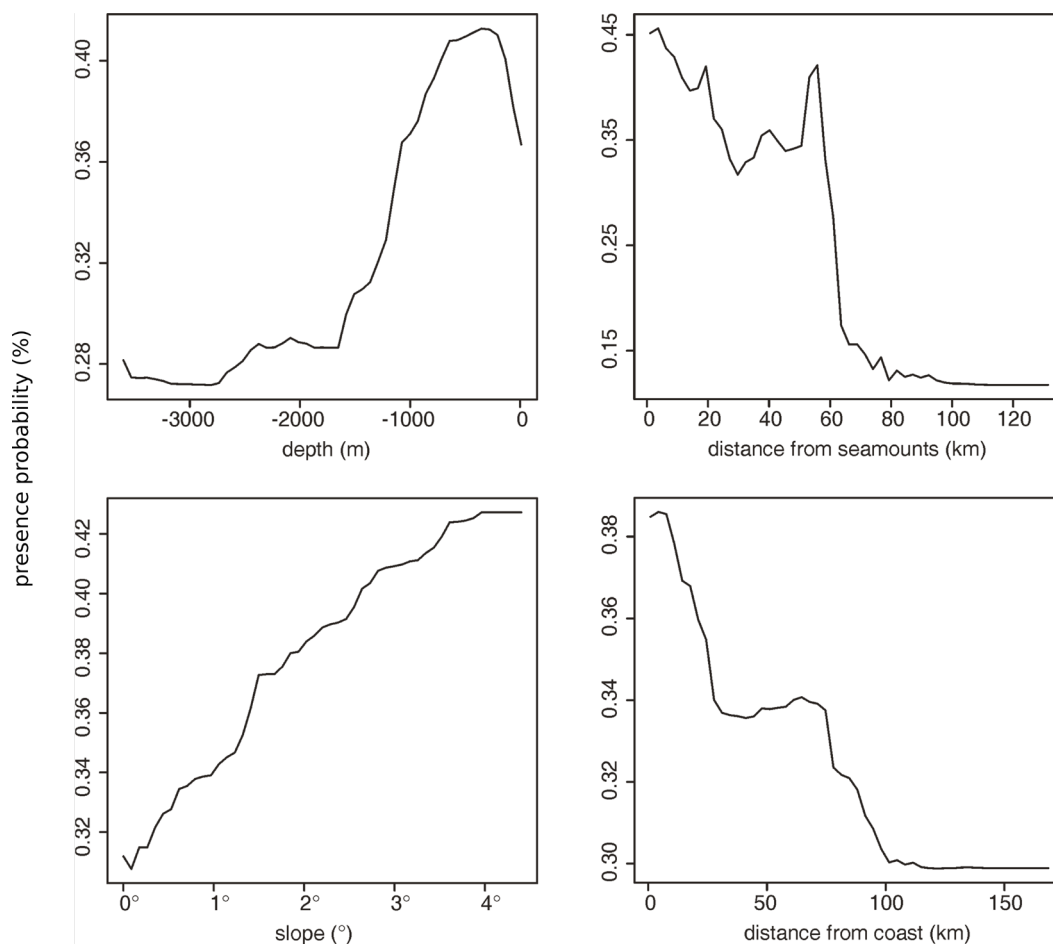 presence probability (%)
0.40
0.36
0.32
0.28
-3000 -2000 -1000 0
depth (m)
0.45
0.35
0.25
0.15
0 20 40 60 80 100 120
distance from seamounts (km)
0.42
0.40
0.38
0.36
0.34
0.32
0° 1° 2° 3° 4°
slope (°)
0.38
0.36
0.34
0.32
0.30
0 50 100 150
distance from coast (km)